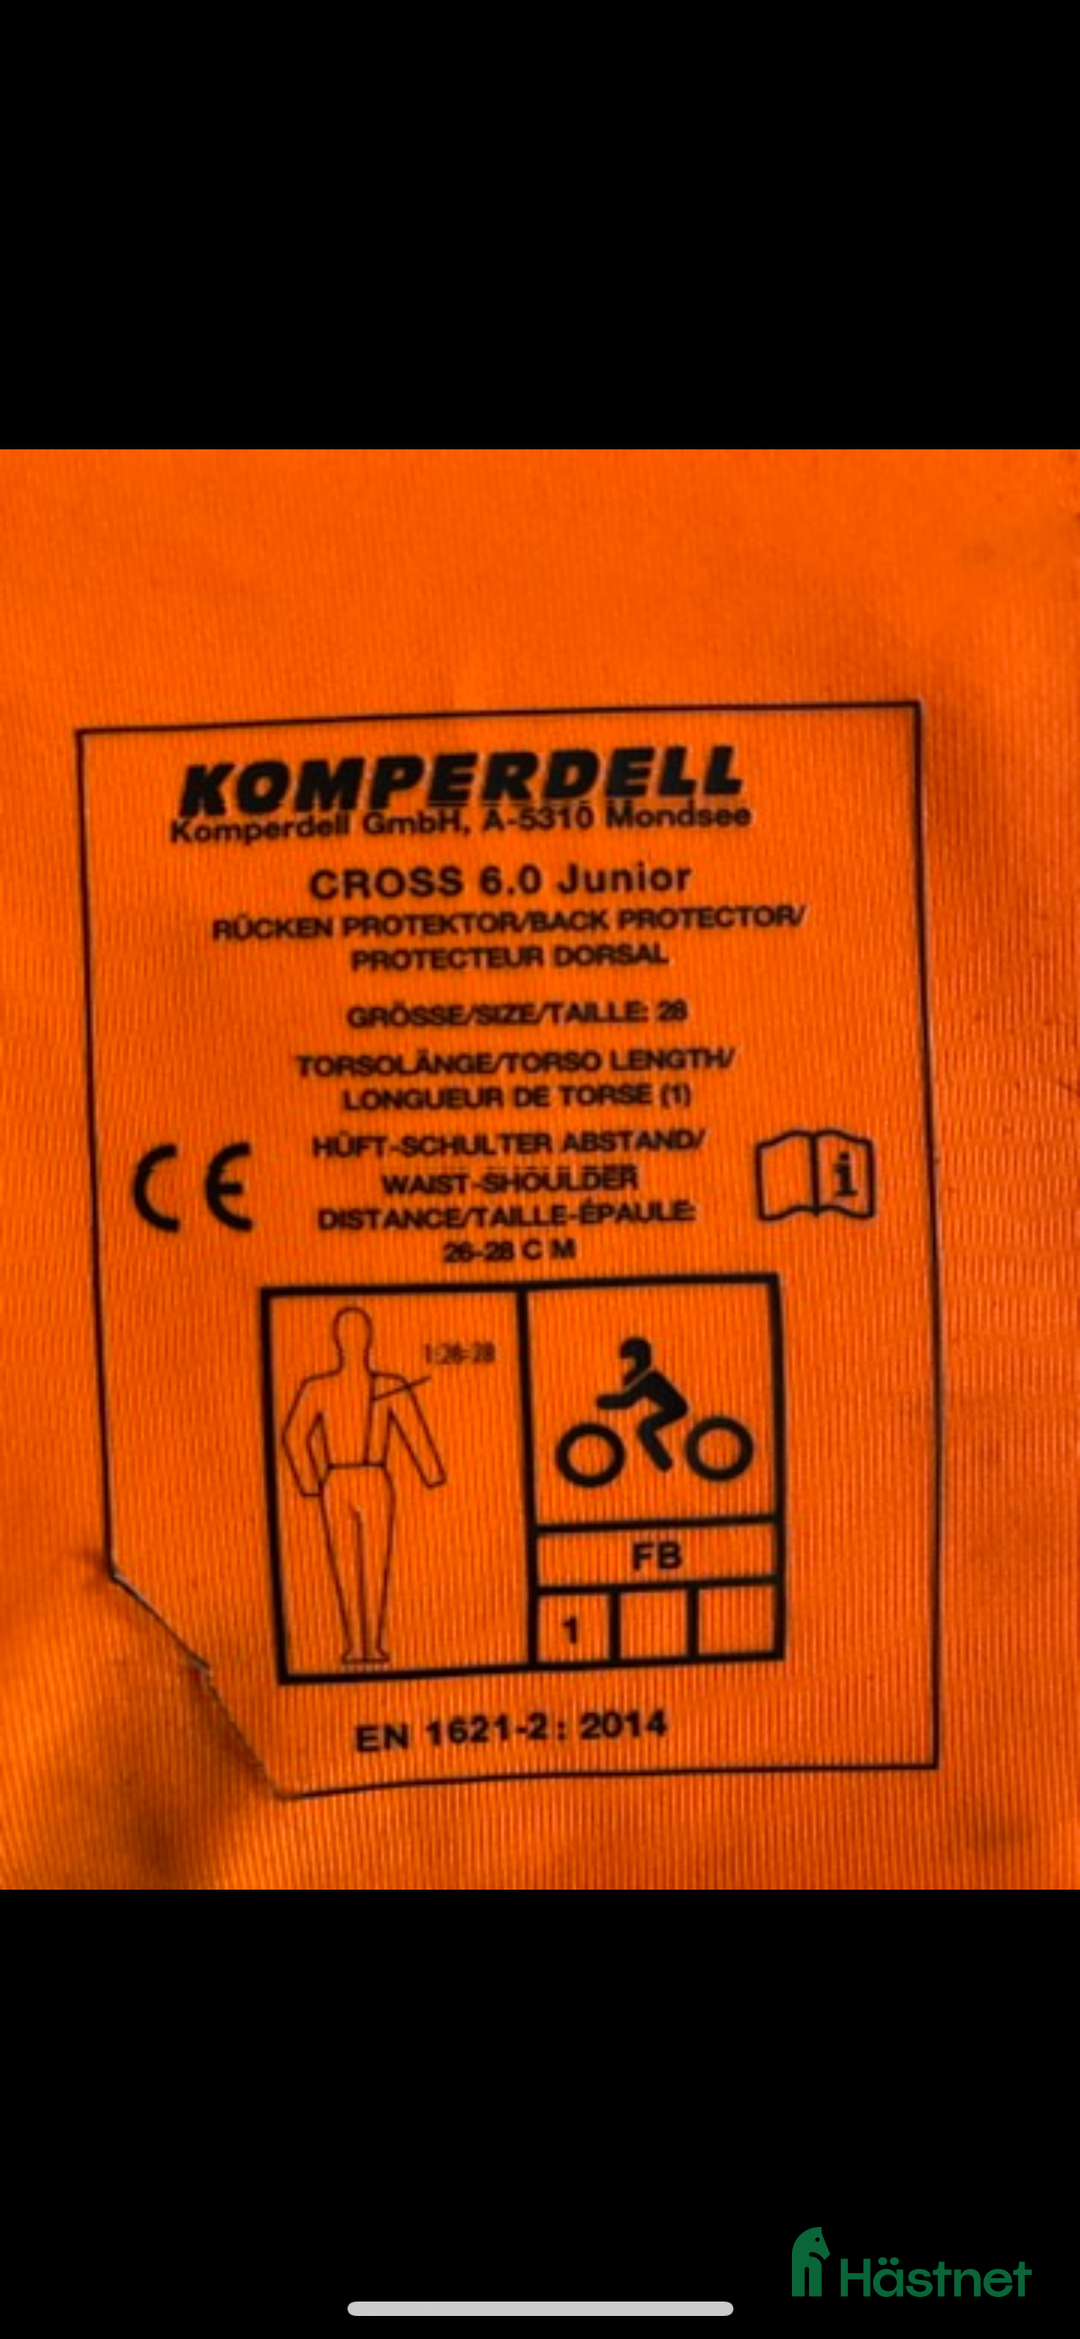 KOMPERDELL
Komperdell GmbH, A-5310 Mondsee
CROSS 6.0 Junior
RÜCKEN PROTEKTOR/BACK PROTECTOR/
PROTECTEUR DORSAL
GRÖSSE/SIZE/TAILLE: 28
TORSOLÄNGE/TORSO LENGTH/
LONGUEUR DE TORSE (1)
HÜFT-SCHULTER ABSTAND/
WAIST-SHOULDER
DISTANCE/TAILLE-ÉPAULE:
26-28 CM
CE
i
1:26-28
FB
1
EN 1621-2: 2014
Hästnet